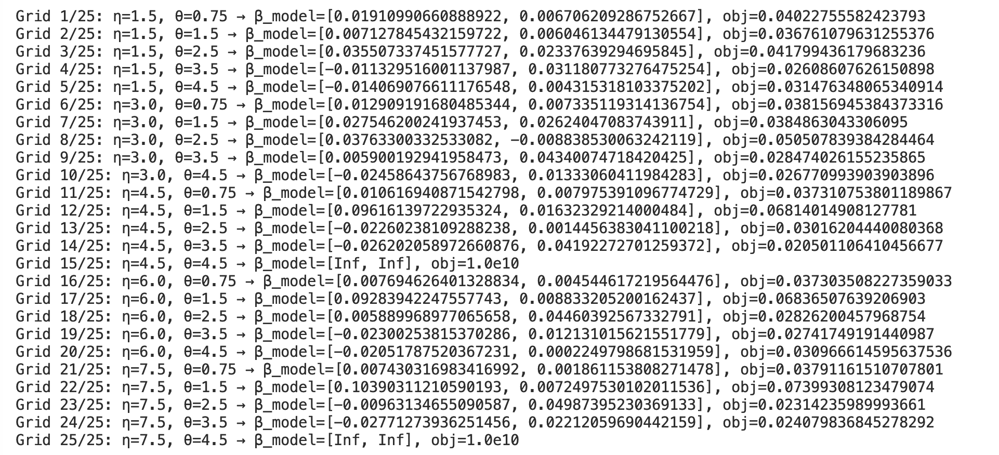 Grid 1/25: η=1.5, θ=0.75 → β_model=[0.01910990660888922, 0.006706209286752667], obj=0.04022755582423793
Grid 2/25: η=1.5, θ=1.5 → β_model=[0.007127845432159722, 0.006046134479130554], obj=0.036761079631255376
Grid 3/25: η=1.5, θ=2.5 → β_model=[0.035507337451577727, 0.02337639294695845], obj=0.041799436179683236
Grid 4/25: η=1.5, θ=3.5 → β_model=[-0.011329516001137987, 0.031180773276475254], obj=0.02608607626150898
Grid 5/25: η=1.5, θ=4.5 → β_model=[-0.014069076611176548, 0.004315318103375202], obj=0.031476348065340914
Grid 6/25: η=3.0, θ=0.75 → β_model=[0.012909191680485344, 0.007335119314136754], obj=0.038156945384373316
Grid 7/25: η=3.0, θ=1.5 → β_model=[0.027546200241937453, 0.02624047083743911], obj=0.0384863043306095
Grid 8/25: η=3.0, θ=2.5 → β_model=[0.03763300332533082, -0.008838530063242119], obj=0.050507839384284464
Grid 9/25: η=3.0, θ=3.5 → β_model=[0.005900192941958473, 0.04340074718420425], obj=0.028474026155235865
Grid 10/25: η=3.0, θ=4.5 → β_model=[-0.02458643756768983, 0.01333060411984283], obj=0.026770993903903896
Grid 11/25: η=4.5, θ=0.75 → β_model=[0.010616940871542798, 0.007975391096774729], obj=0.037310753801189867
Grid 12/25: η=4.5, θ=1.5 → β_model=[0.09616139722935324, 0.01632329214000484], obj=0.06814014908127781
Grid 13/25: η=4.5, θ=2.5 → β_model=[-0.02260238109288238, 0.0014456383041100218], obj=0.03016204440080368
Grid 14/25: η=4.5, θ=3.5 → β_model=[-0.026202058972660876, 0.04192272701259372], obj=0.020501106410456677
Grid 15/25: η=4.5, θ=4.5 → β_model=[Inf, Inf], obj=1.0e10
Grid 16/25: η=6.0, θ=0.75 → β_model=[0.007694626401328834, 0.004544617219564476], obj=0.037303508227359033
Grid 17/25: η=6.0, θ=1.5 → β_model=[0.09283942247557743, 0.008833205200162437], obj=0.06836507639206903
Grid 18/25: η=6.0, θ=2.5 → β_model=[0.005889968977065658, 0.04460392567332791], obj=0.02826200457968754
Grid 19/25: η=6.0, θ=3.5 → β_model=[-0.02300253815370286, 0.012131015621551779], obj=0.02741749191440987
Grid 20/25: η=6.0, θ=4.5 → β_model=[-0.02051787520367231, 0.0002249798681531959], obj=0.030966614595637536
Grid 21/25: η=7.5, θ=0.75 → β_model=[0.007430316983416992, 0.001861153808271478], obj=0.03791161510707801
Grid 22/25: η=7.5, θ=1.5 → β_model=[0.10390311210590193, 0.0072497530102011536], obj=0.07399308123479074
Grid 23/25: η=7.5, θ=2.5 → β_model=[-0.00963134655090587, 0.04987395230369133], obj=0.02314235989993661
Grid 24/25: η=7.5, θ=3.5 → β_model=[-0.02771273936251456, 0.02212059690442159], obj=0.024079836845278292
Grid 25/25: η=7.5, θ=4.5 → β_model=[Inf, Inf], obj=1.0e10